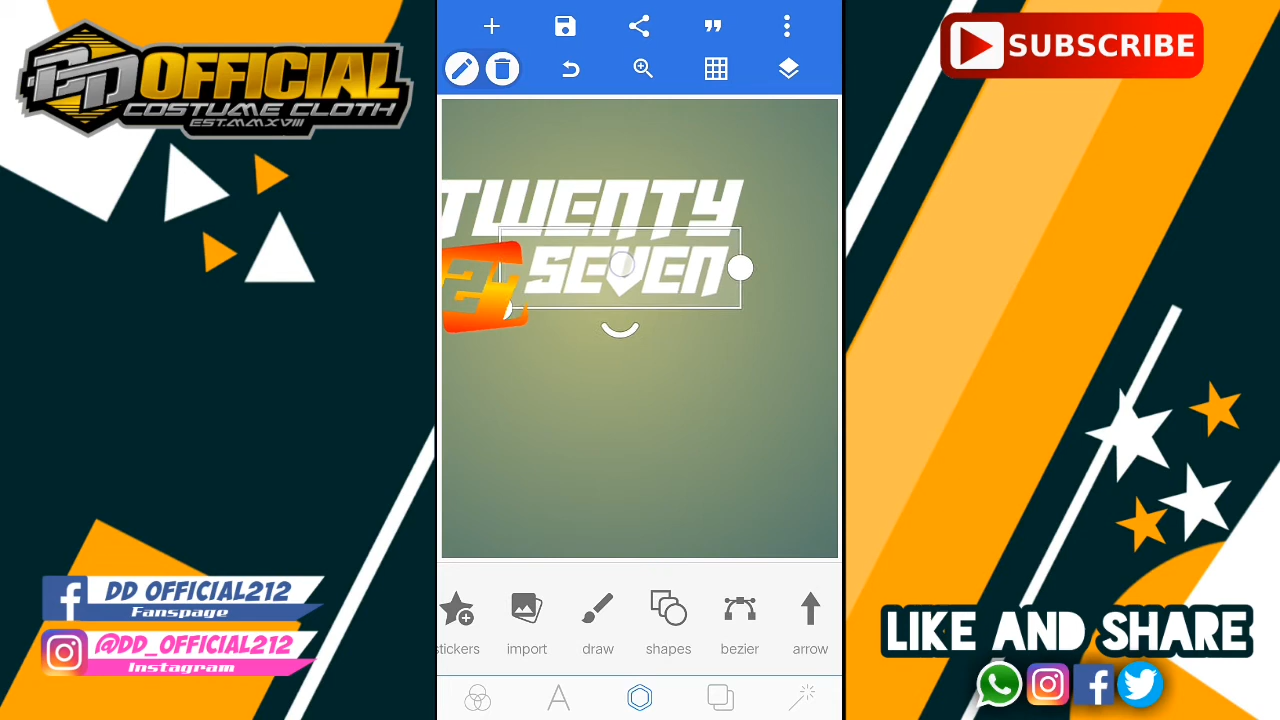 DD OFFICIAL
COSTUME CLOTH
EST.MMXVIII
SUBSCRIBE
TWENTY
SEVEN
27
stickers
import
draw
shapes
bezier
arrow
DD OFFICIAL212
Fanspage
@DD_OFFICIAL212
Instagram
LIKE AND SHARE